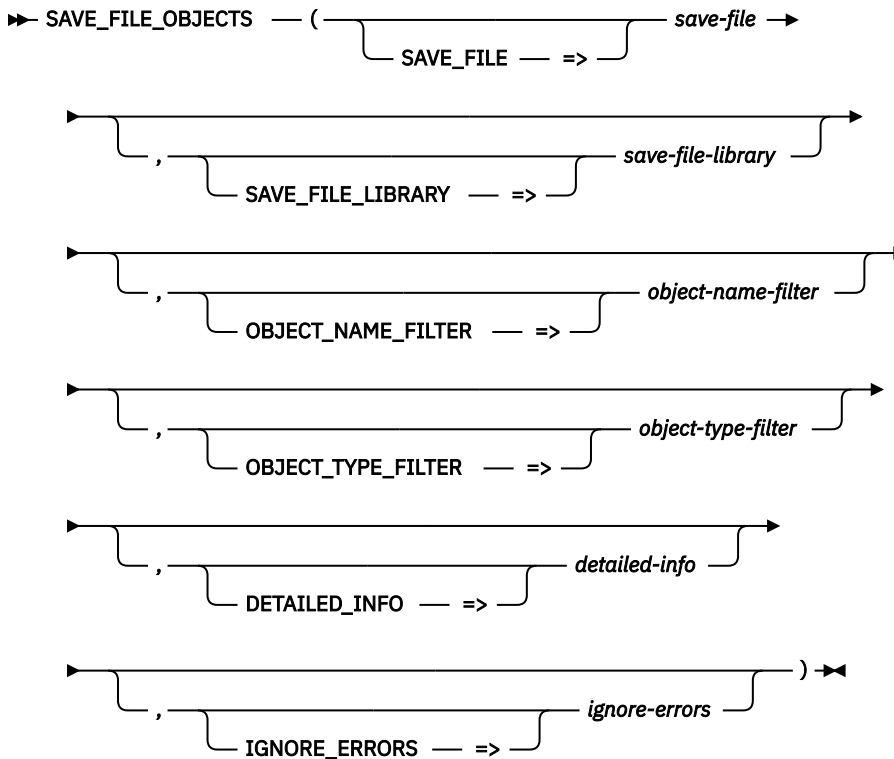 SAVE_FILE_OBJECTS ( save-file
SAVE_FILE =>
, save-file-library
SAVE_FILE_LIBRARY =>
, object-name-filter
OBJECT_NAME_FILTER =>
, object-type-filter
OBJECT_TYPE_FILTER =>
, detailed-info
DETAILED_INFO =>
)
, ignore-errors
IGNORE_ERRORS =>